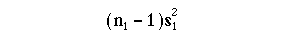 (n₁ − 1)s₁²